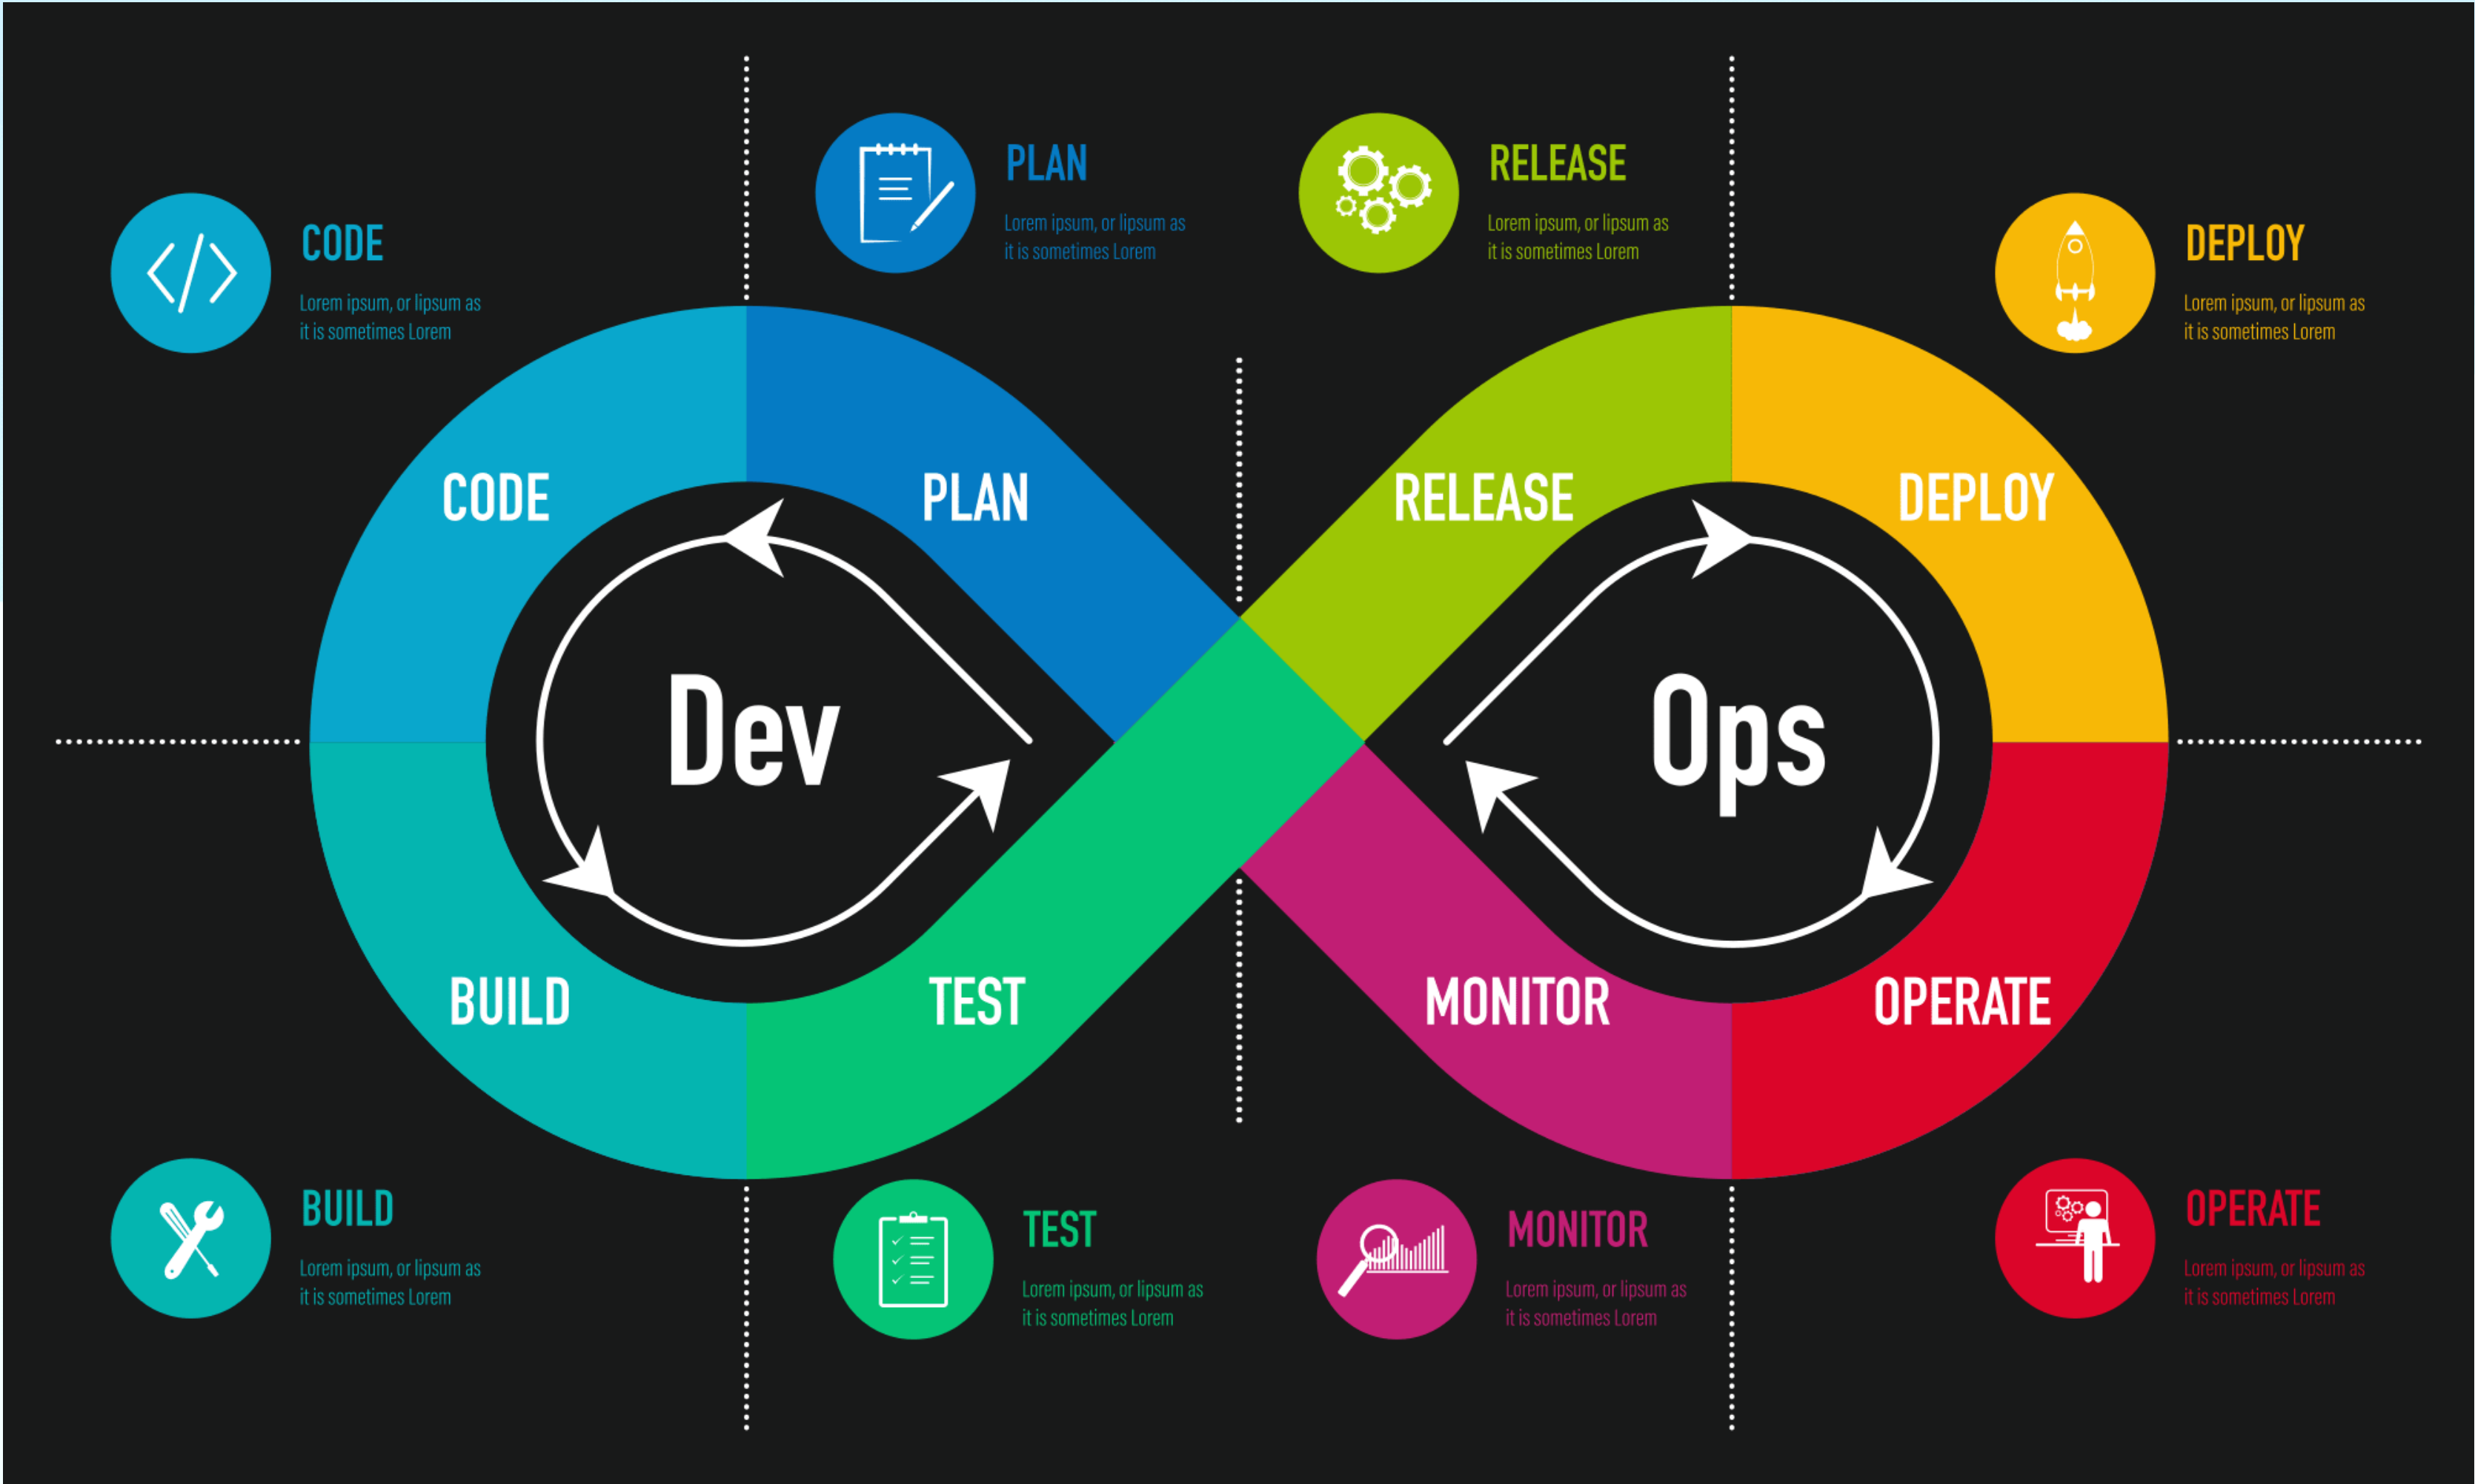 PLAN
Lorem ipsum, or lipsum as
it is sometimes Lorem
RELEASE
Lorem ipsum, or lipsum as
it is sometimes Lorem
CODE
Lorem ipsum, or lipsum as
it is sometimes Lorem
DEPLOY
Lorem ipsum, or lipsum as
it is sometimes Lorem
CODE
PLAN
RELEASE
DEPLOY
Dev
Ops
BUILD
TEST
MONITOR
OPERATE
BUILD
Lorem ipsum, or lipsum as
it is sometimes Lorem
TEST
Lorem ipsum, or lipsum as
it is sometimes Lorem
MONITOR
Lorem ipsum, or lipsum as
it is sometimes Lorem
OPERATE
Lorem ipsum, or lipsum as
it is sometimes Lorem